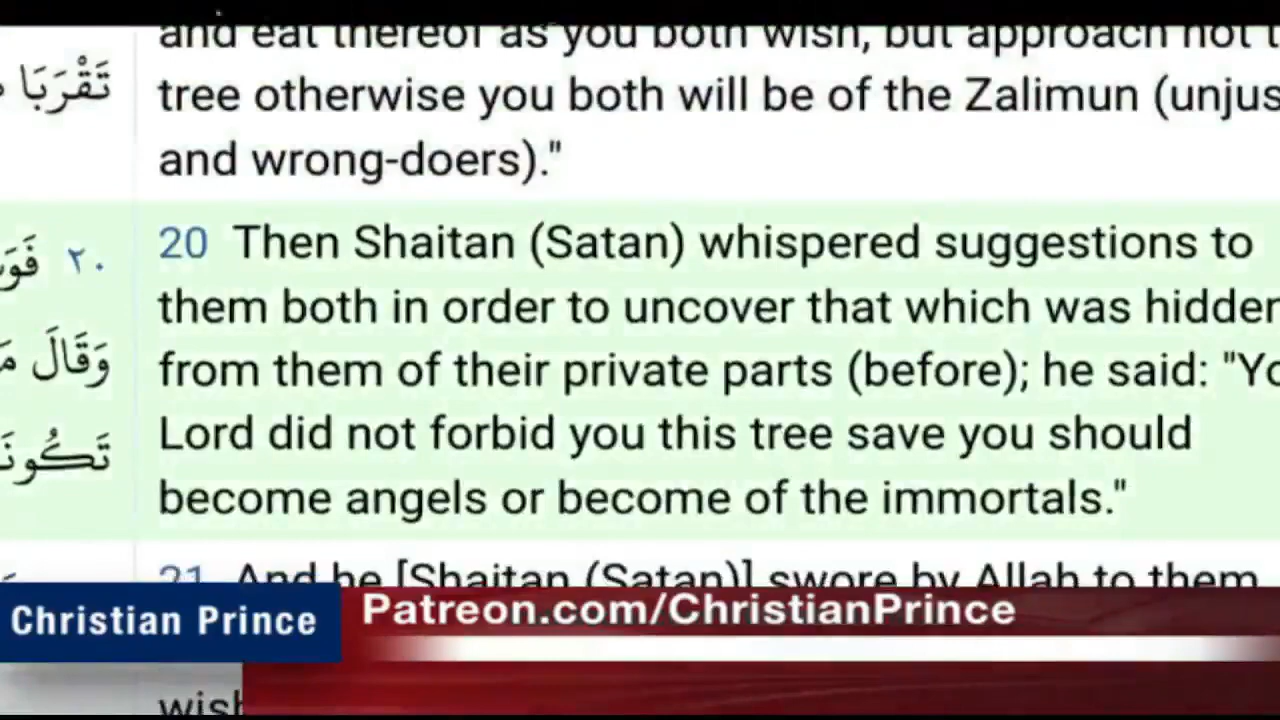 and eat thereof as you both wish, but approach not
تَقْرَبَا
tree otherwise you both will be of the Zalimun (unjus
and wrong-doers)."
20 Then Shaitan (Satan) whispered suggestions to
٢٠
them both in order to uncover that which was hidden
وَقَالَ
from them of their private parts (before); he said: "Yo
Lord did not forbid you this tree save you should
become angels or become of the immortals."
21 And he [Shaitan (Satan)] swore by Allah to them
Christian Prince
Patreon.com/ChristianPrince